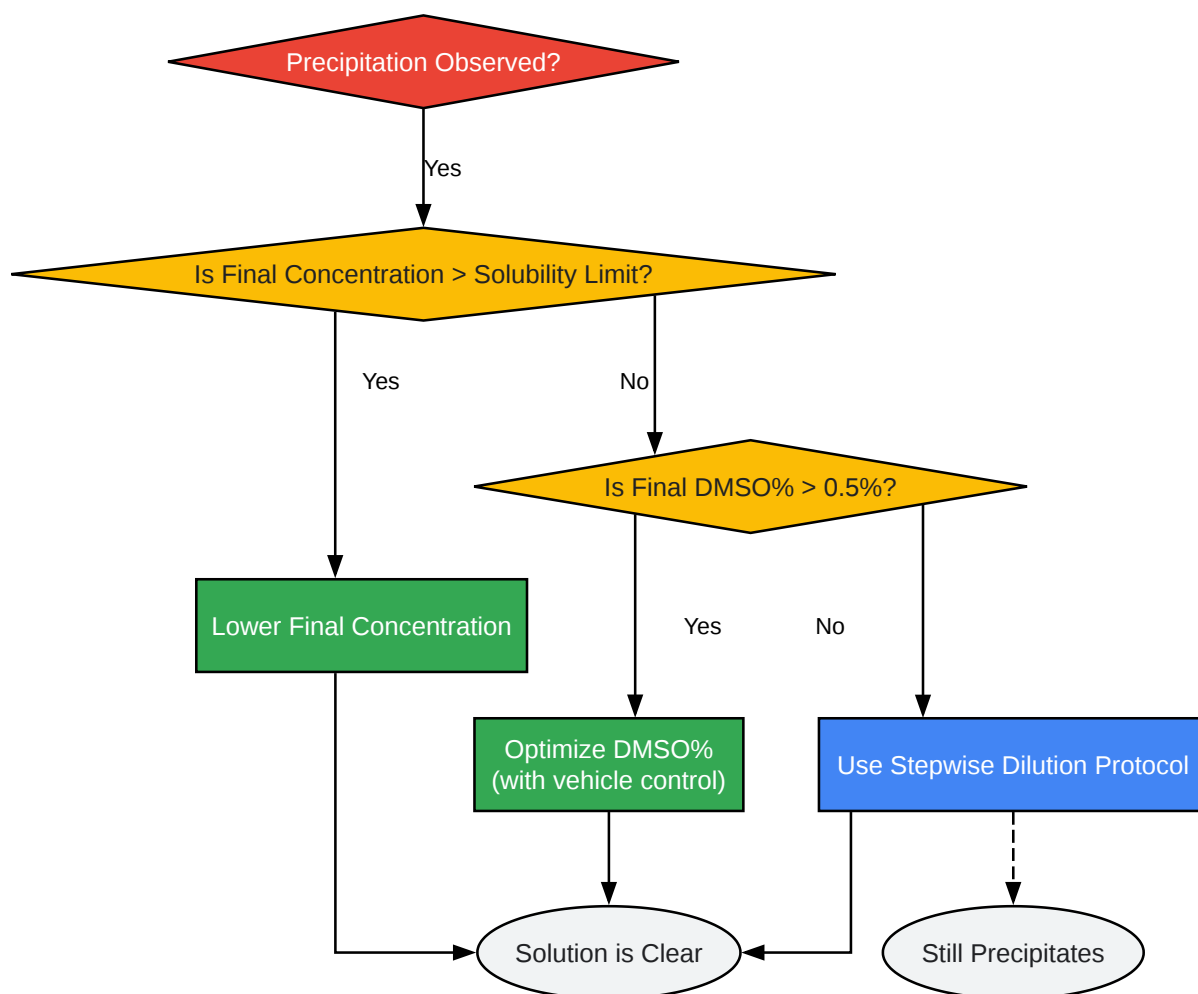 Precipitation Observed?
Yes
Is Final Concentration > Solubility Limit?
Yes
No
Is Final DMSO% > 0.5%?
Lower Final Concentration
Yes
No
Optimize DMSO%
(with vehicle control)
Use Stepwise Dilution Protocol
Solution is Clear
Still Precipitates